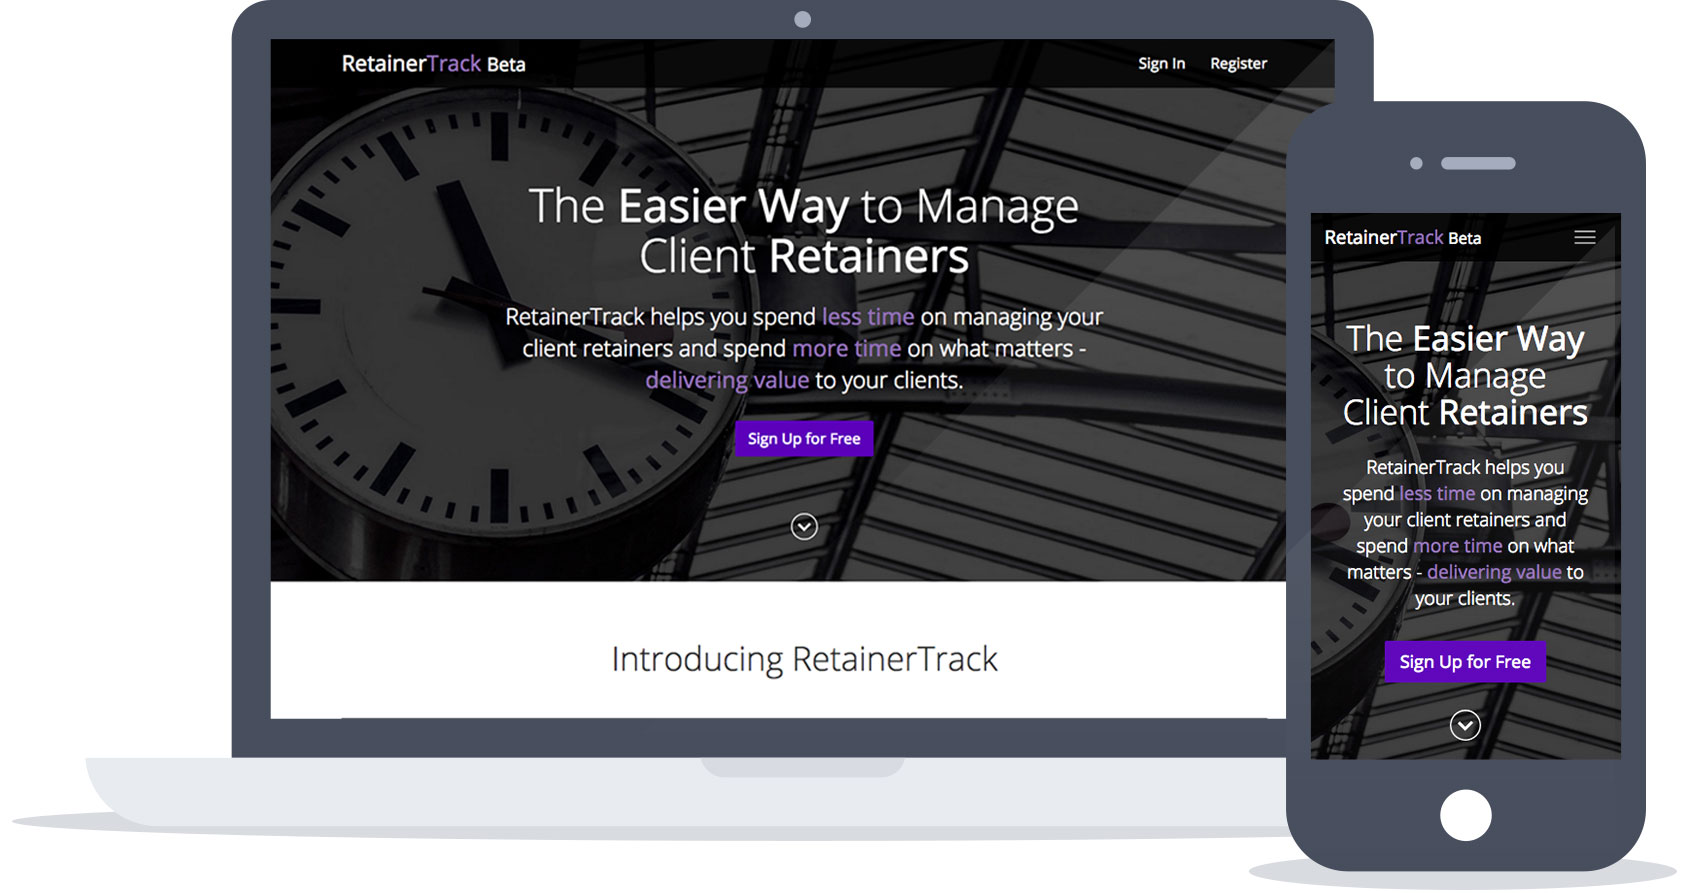 RetainerTrack Beta
Sign In Register
The Easier Way to Manage
Client Retainers
RetainerTrack helps you spend less time on managing your
client retainers and spend more time on what matters -
delivering value to your clients.
Sign Up for Free
Introducing RetainerTrack
RetainerTrack Beta
The Easier Way
to Manage
Client Retainers
RetainerTrack helps you
spend less time on managing
your client retainers and
spend more time on what
matters - delivering value to
your clients.
Sign Up for Free